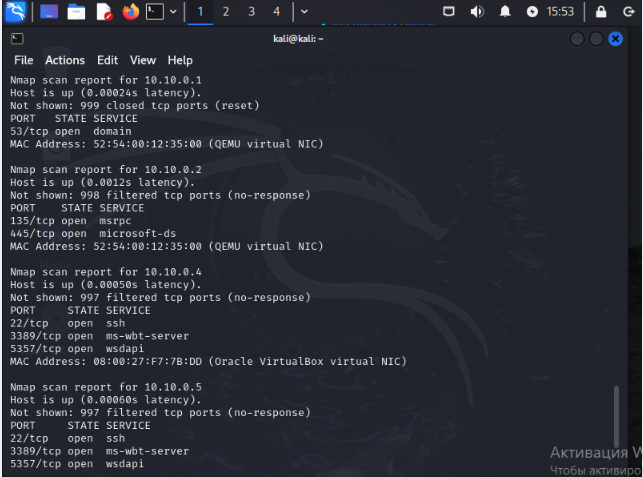 1 2 3 4 15:53
kali@kali: ~
File Actions Edit View Help
Nmap scan report for 10.10.0.1
Host is up (0.00024s latency).
Not shown: 999 closed tcp ports (reset)
PORT STATE SERVICE
53/tcp open domain
MAC Address: 52:54:00:12:35:00 (QEMU virtual NIC)
Nmap scan report for 10.10.0.2
Host is up (0.0012s latency).
Not shown: 998 filtered tcp ports (no-response)
PORT STATE SERVICE
135/tcp open msrpc
445/tcp open microsoft-ds
MAC Address: 52:54:00:12:35:00 (QEMU virtual NIC)
Nmap scan report for 10.10.0.4
Host is up (0.00050s latency).
Not shown: 997 filtered tcp ports (no-response)
PORT STATE SERVICE
22/tcp open ssh
3389/tcp open ms-wbt-server
5357/tcp open wsdapi
MAC Address: 08:00:27:F7:7B:DD (Oracle VirtualBox virtual NIC)
Nmap scan report for 10.10.0.5
Host is up (0.00060s latency).
Not shown: 997 filtered tcp ports (no-response)
PORT STATE SERVICE
22/tcp open ssh
3389/tcp open ms-wbt-server
5357/tcp open wsdapi
Активация W
Чтобы активиро